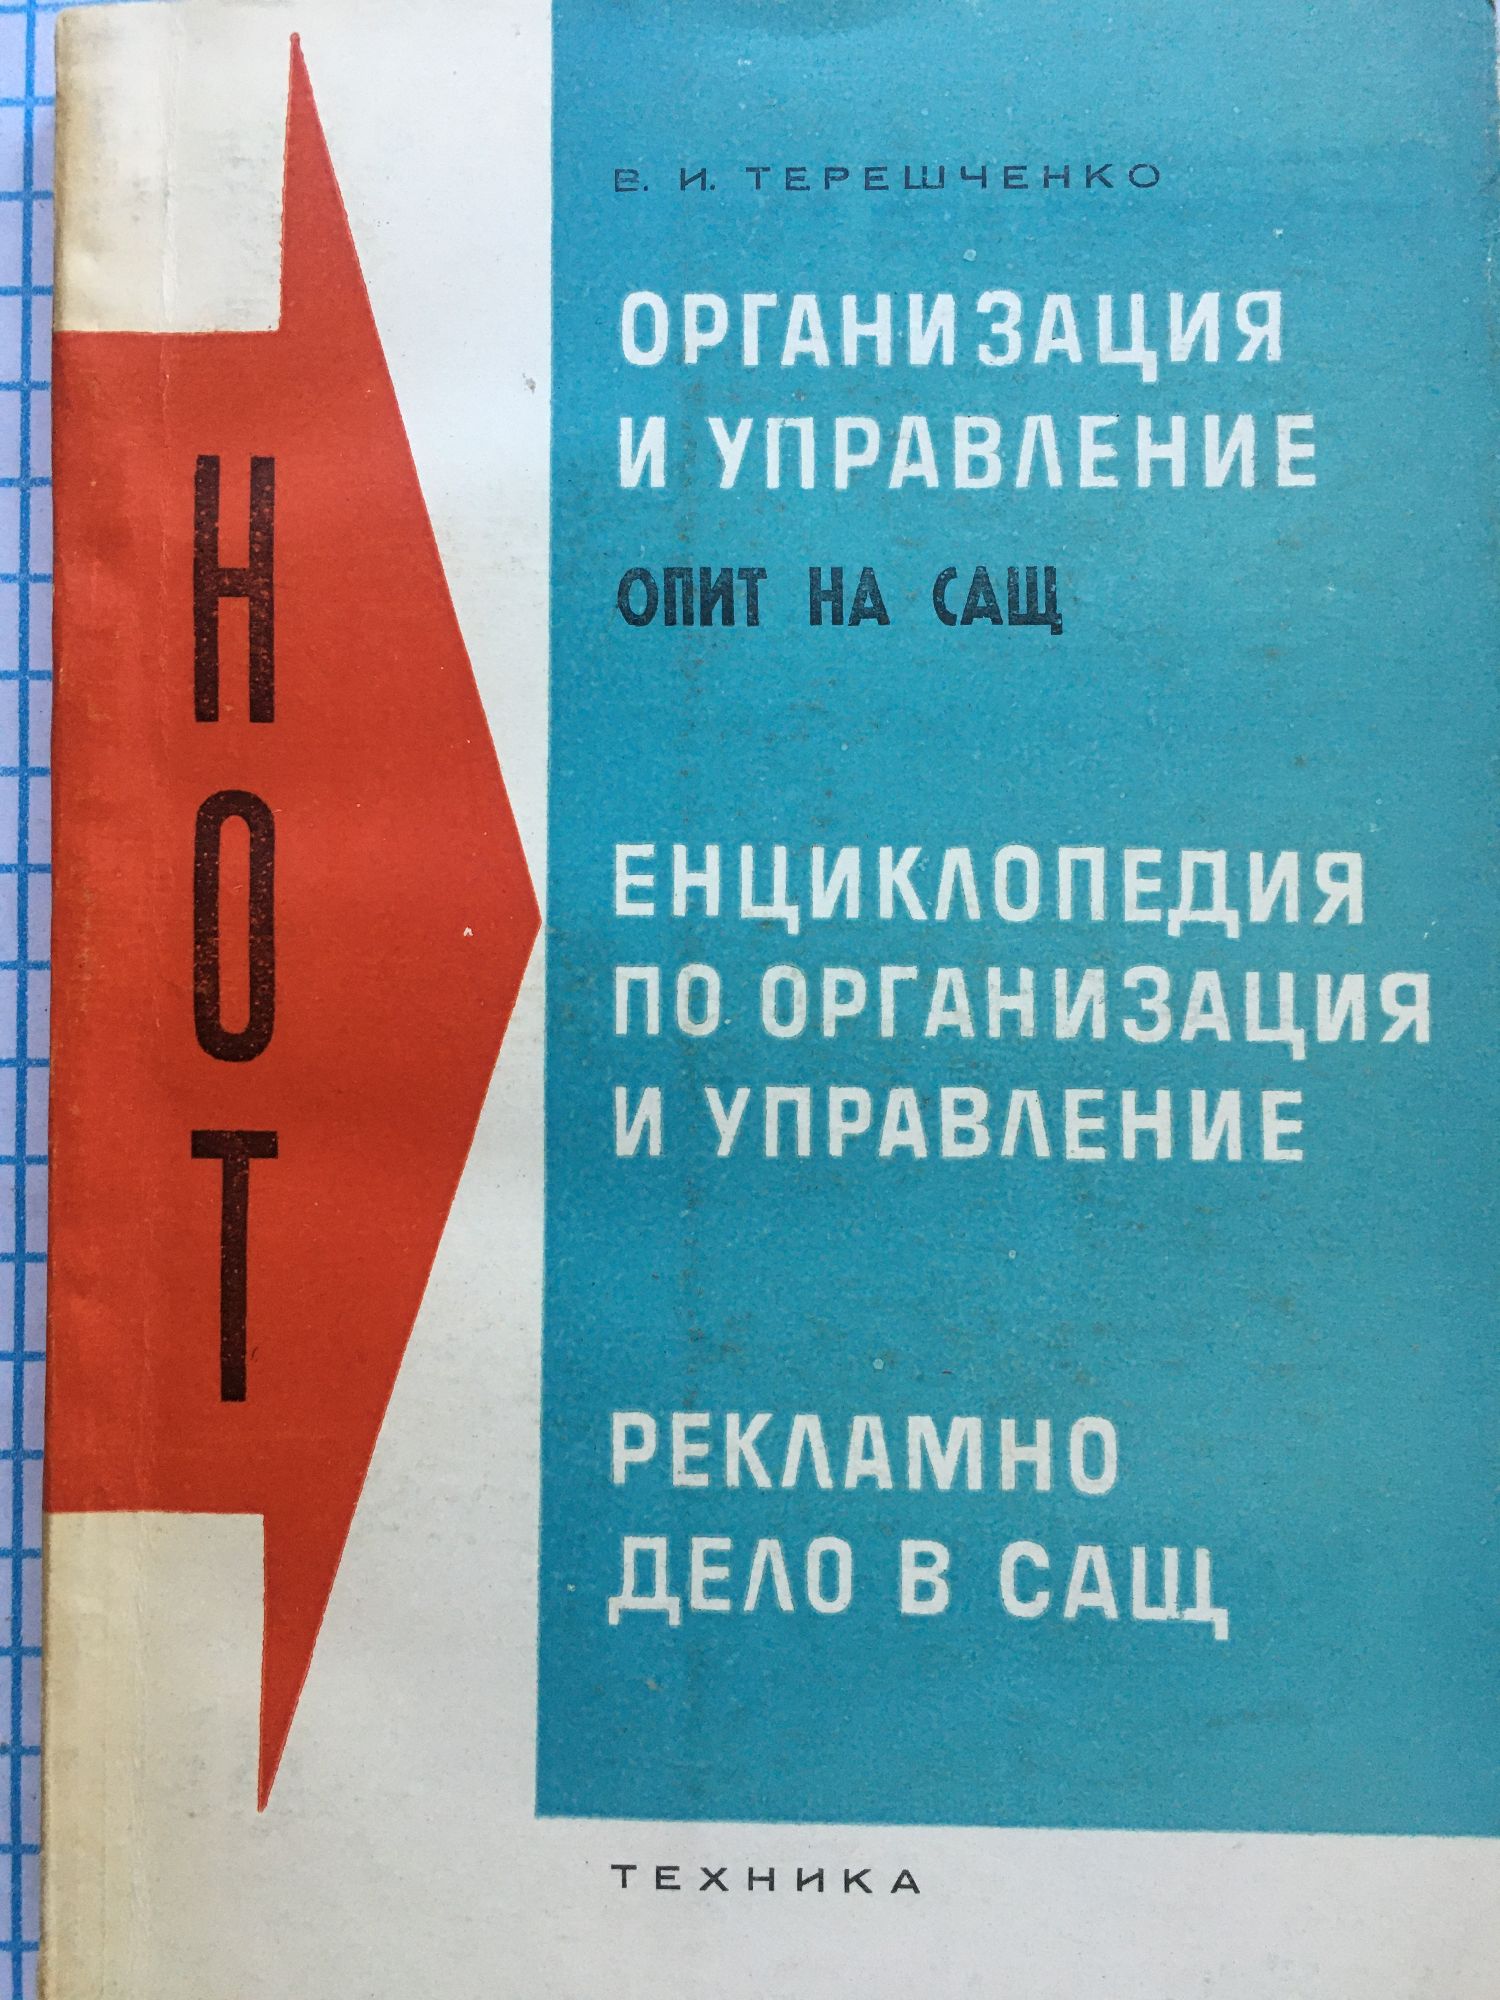 В. И. ТЕРЕШЧЕНКО
ОРГАНИЗАЦИЯ
И УПРАВЛЕНИЕ
ОПИТ НА САЩ
НОТ
ЕНЦИКЛОПЕДИЯ
ПО ОРГАНИЗАЦИЯ
И УПРАВЛЕНИЕ
РЕКЛАМНО
ДЕЛО В САЩ
ТЕХНИКА